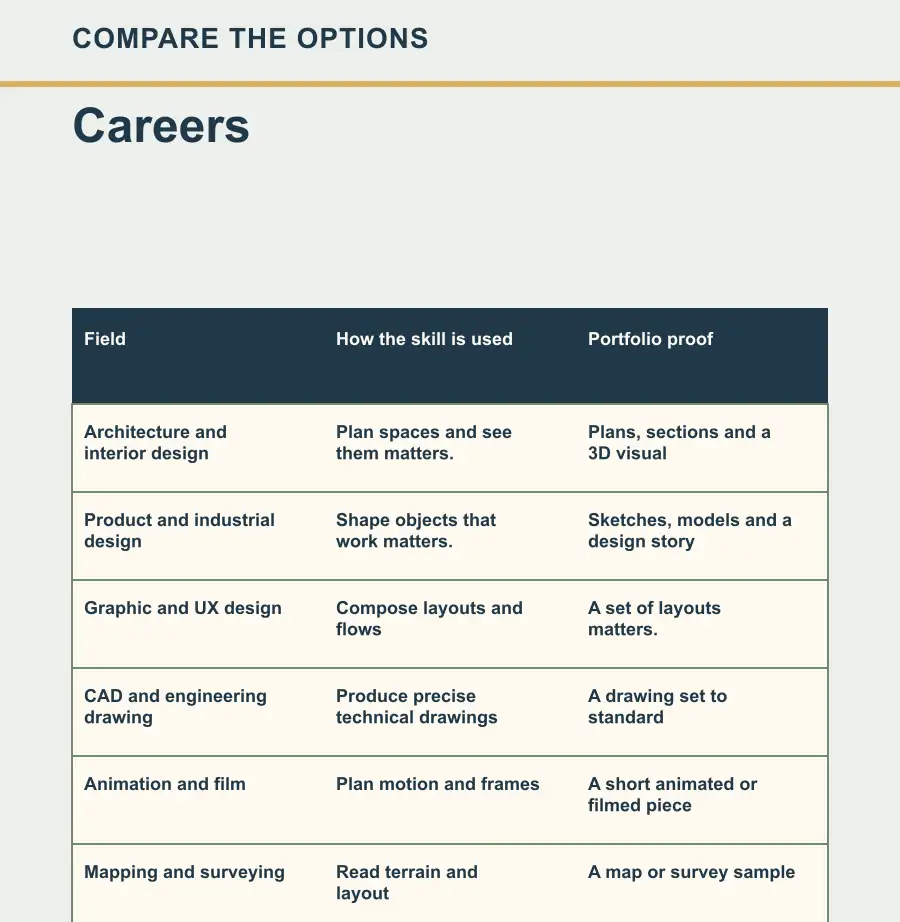 COMPARE THE OPTIONS
Careers
Field
How the skill is used
Portfolio proof
Architecture and
interior design
Plan spaces and see
them matters.
Plans, sections and a
3D visual
Product and industrial
design
Shape objects that
work matters.
Sketches, models and a
design story
Graphic and UX design
Compose layouts and
flows
A set of layouts
matters.
CAD and engineering
drawing
Produce precise
technical drawings
A drawing set to
standard
Animation and film
Plan motion and frames
A short animated or
filmed piece
Mapping and surveying
Read terrain and
layout
A map or survey sample